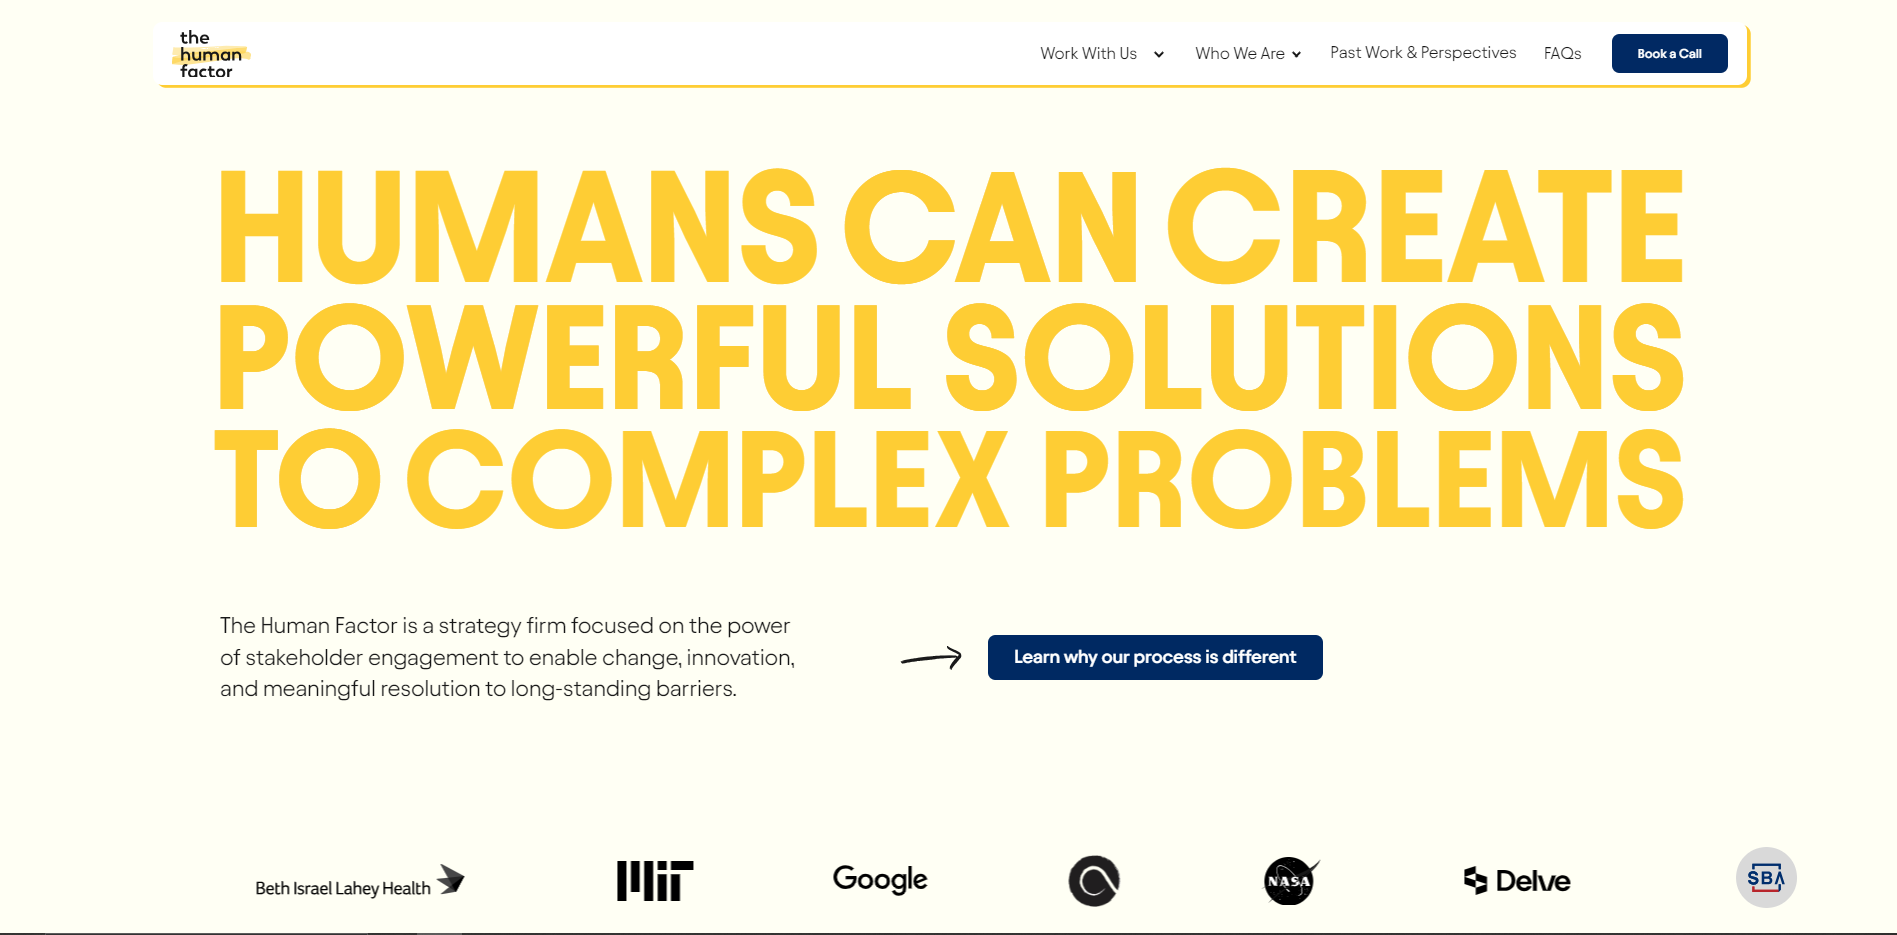 the
human
factor
Work With Us
Who We Are
Past Work & Perspectives
FAQs
Book a Call
HUMANS CAN CREATE
POWERFUL SOLUTIONS
TO COMPLEX PROBLEMS
The Human Factor is a strategy firm focused on the power
of stakeholder engagement to enable change, innovation,
and meaningful resolution to long-standing barriers.
Learn why our process is different
Beth Israel Lahey Health
MIT
Google
NASA
Delve
SBA